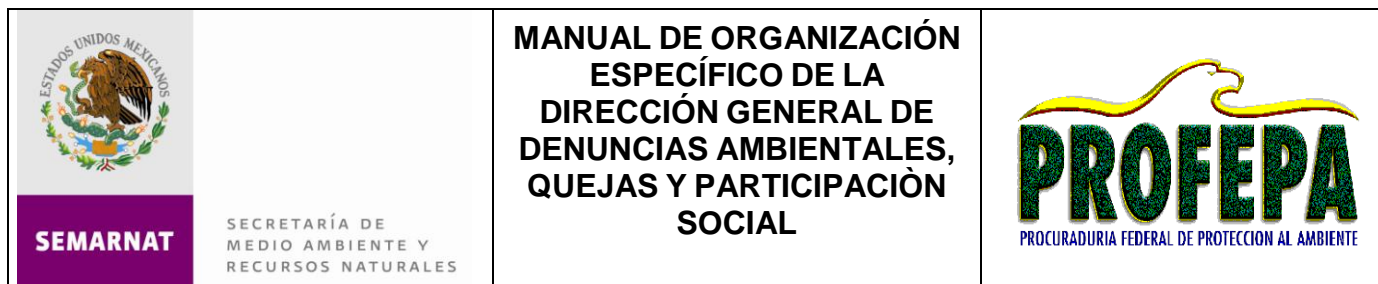 ESTADOS UNIDOS MEXICANOS
SEMARNAT
SECRETARÍA DE
MEDIO AMBIENTE Y
RECURSOS NATURALES
MANUAL DE ORGANIZACIÓN
ESPECÍFICO DE LA
DIRECCIÓN GENERAL DE
DENUNCIAS AMBIENTALES,
QUEJAS Y PARTICIPACIÒN
SOCIAL
PROFEPA
PROCURADURIA FEDERAL DE PROTECCION AL AMBIENTE